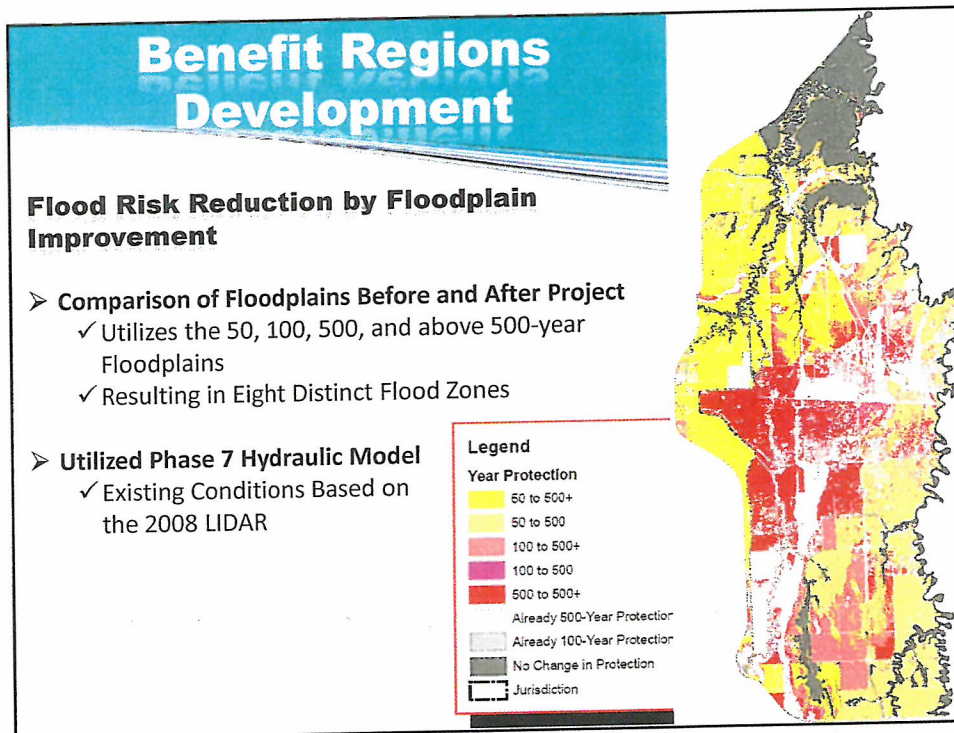 Benefit Regions
Development
Flood Risk Reduction by Floodplain
Improvement
➢ Comparison of Floodplains Before and After Project
✓ Utilizes the 50, 100, 500, and above 500-year
Floodplains
✓ Resulting in Eight Distinct Flood Zones
➢ Utilized Phase 7 Hydraulic Model
✓ Existing Conditions Based on
the 2008 LIDAR
Legend
Year Protection
50 to 500+
50 to 500
100 to 500+
100 to 500
500 to 500+
Already 500-Year Protection
Already 100-Year Protection
No Change in Protection
Jurisdiction